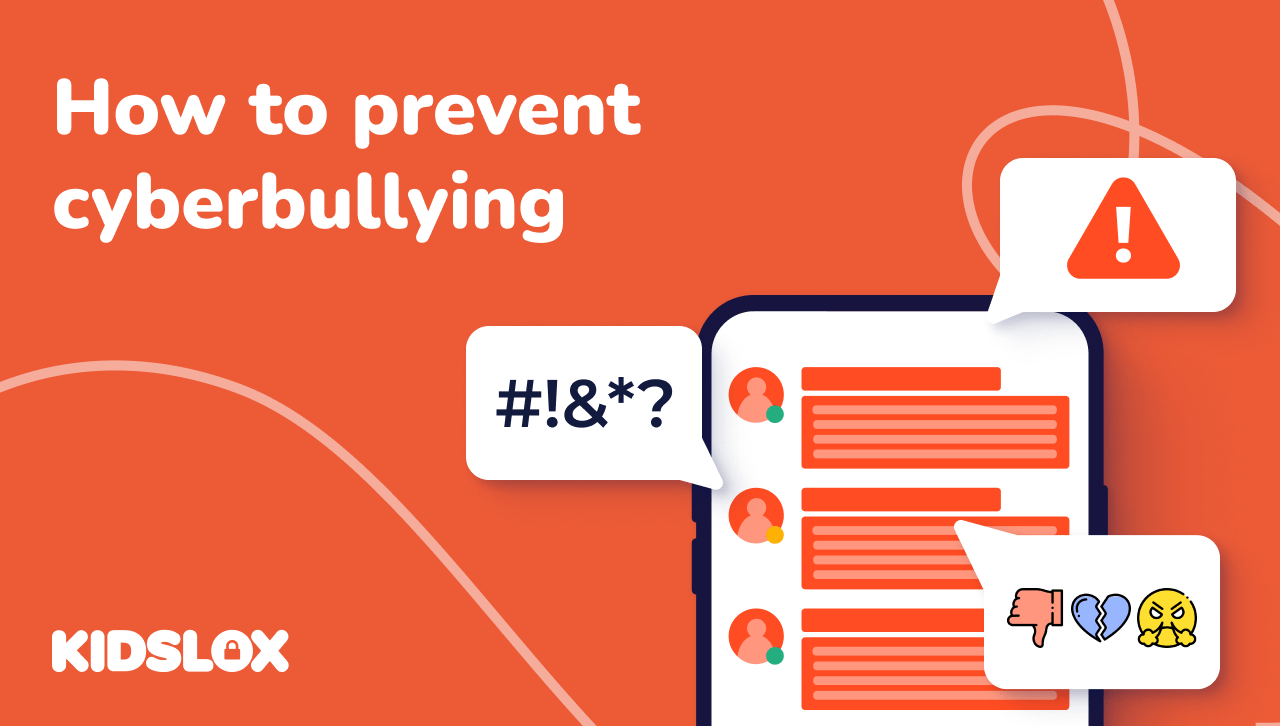 How to prevent
cyberbullying
!
#!&*?
KIDSLOX